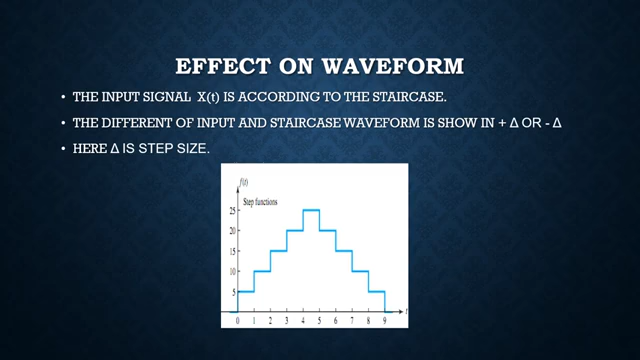 EFFECT ON WAVEFORM
• THE INPUT SIGNAL X(t) IS ACCORDING TO THE STAIRCASE.
• THE DIFFERENT OF INPUT AND STAIRCASE WAVEFORM IS SHOW IN + Δ OR - Δ
• HERE Δ IS STEP SIZE.
f(t)
Step functions
25
20
15
10
5
0 1 2 3 4 5 6 7 8 9 t